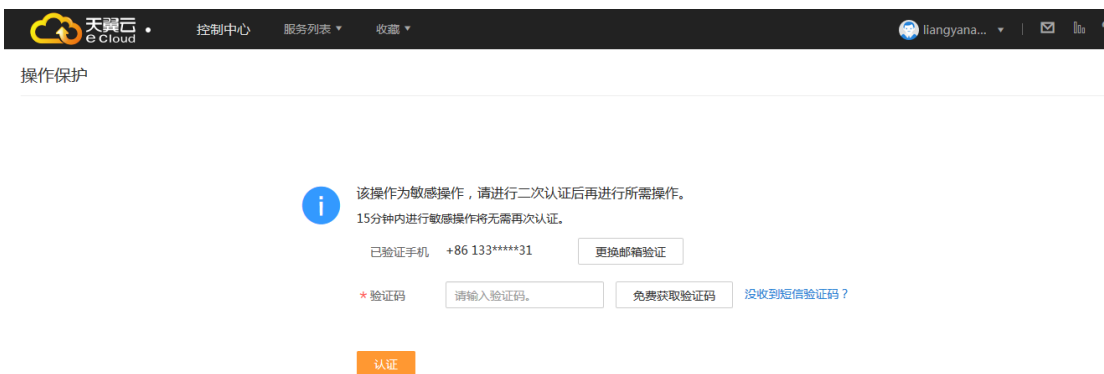 天翼云
e Cloud
控制中心 服务列表 收藏 liangyana...
操作保护
该操作为敏感操作，请进行二次认证后再进行所需操作。
15分钟内进行敏感操作将无需再次认证。
已验证手机 +86 133*****31 更换邮箱验证
* 验证码 请输入验证码。 免费获取验证码 没收到短信验证码？
认证